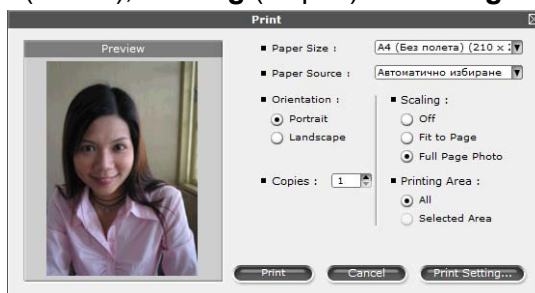 Print
Preview
Paper Size : A4 (Без полета) (210 x
Paper Source : Автоматично избиране
Orientation :
Portrait
Landscape
Scaling :
Off
Fit to Page
Full Page Photo
Copies : 1
Printing Area :
All
Selected Area
Print Cancel Print Setting...